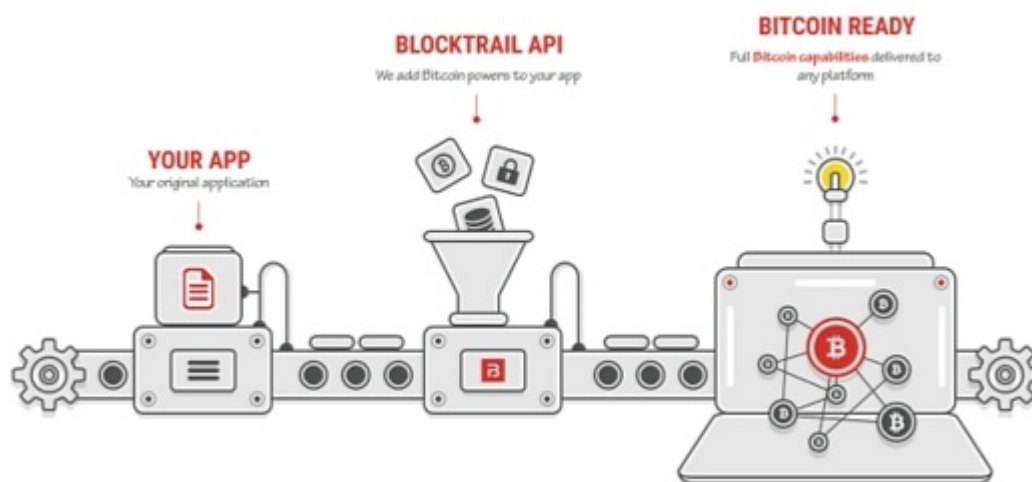 YOUR APP
Your original application
BLOCKTRAIL API
We add Bitcoin powers to your app
BITCOIN READY
Full Bitcoin capabilities delivered to
any platform